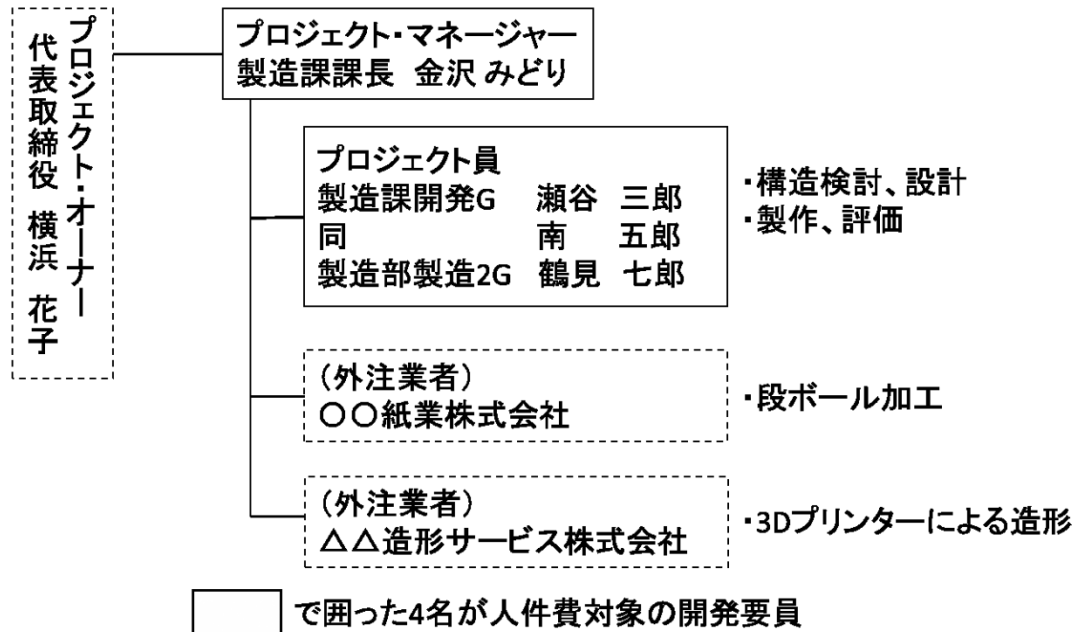 プロジェクト・オーナー
代表取締役 横浜 花子
プロジェクト・マネージャー
製造課課長 金沢 みどり
プロジェクト員
製造課開発G 瀬谷 三郎
同 南 五郎
製造部製造2G 鶴見 七郎
・構造検討、設計
・製作、評価
(外注業者)
〇〇紙業株式会社
・段ボール加工
(外注業者)
△△造形サービス株式会社
・3Dプリンターによる造形
で囲った4名が人件費対象の開発要員